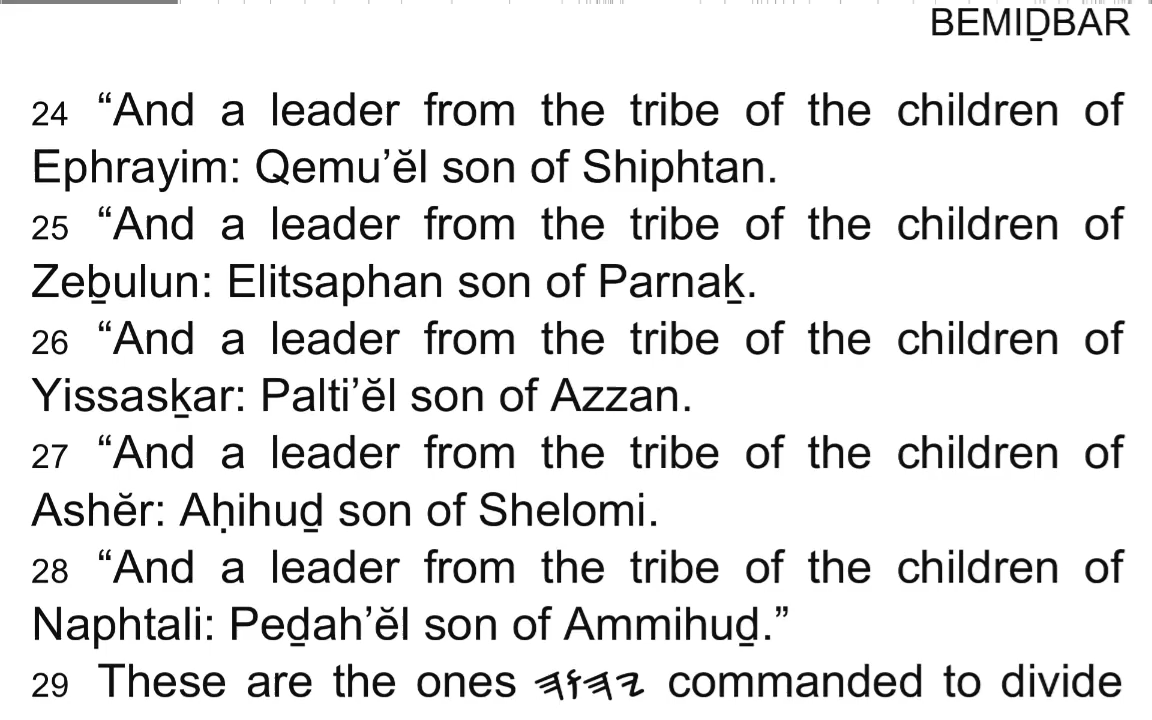 BEMIḎBAR
24 “And a leader from the tribe of the children of
Ephrayim: Qemu’ĕl son of Shiphtan.
25 “And a leader from the tribe of the children of
Zeḇulun: Elitsaphan son of Parnaḵ.
26 “And a leader from the tribe of the children of
Yissasḵar: Palti’ĕl son of Azzan.
27 “And a leader from the tribe of the children of
Ashĕr: Aḥihuḏ son of Shelomi.
28 “And a leader from the tribe of the children of
Naphtali: Peḏah’ĕl son of Ammihuḏ.”
29 These are the ones 𐤉𐤄𐤅𐤄 commanded to divide